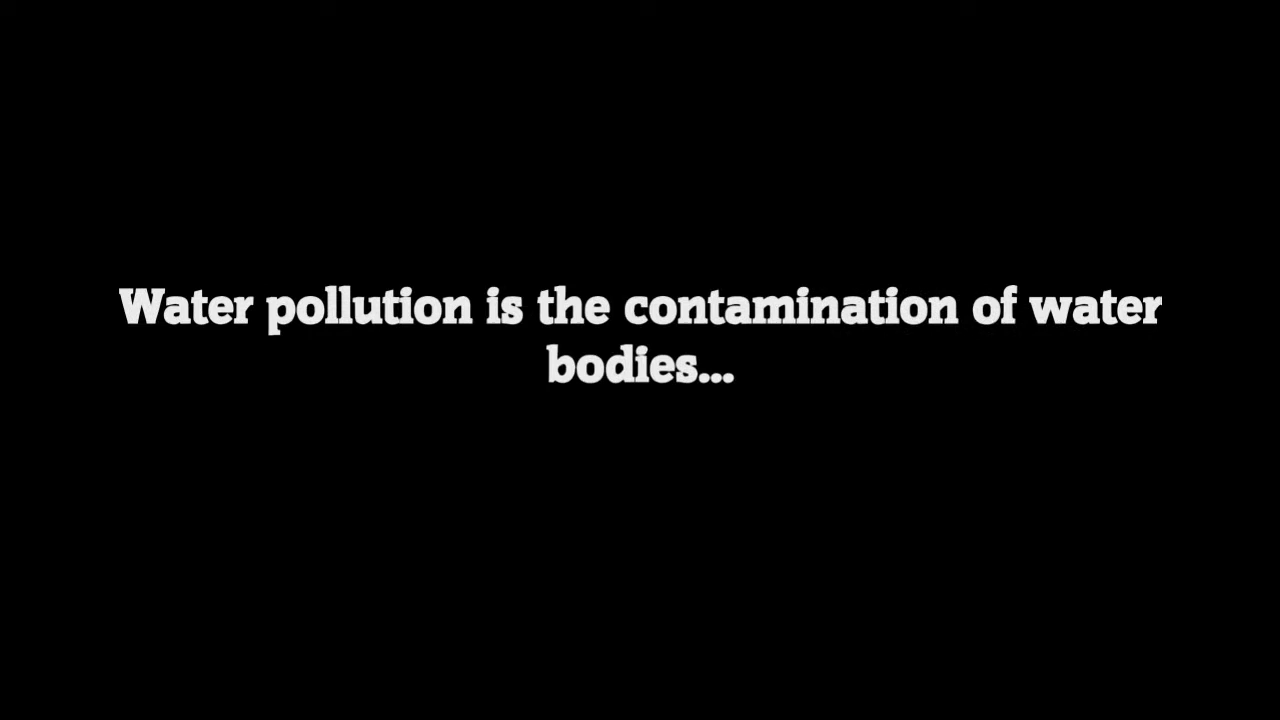 Water pollution is the contamination of water
bodies...